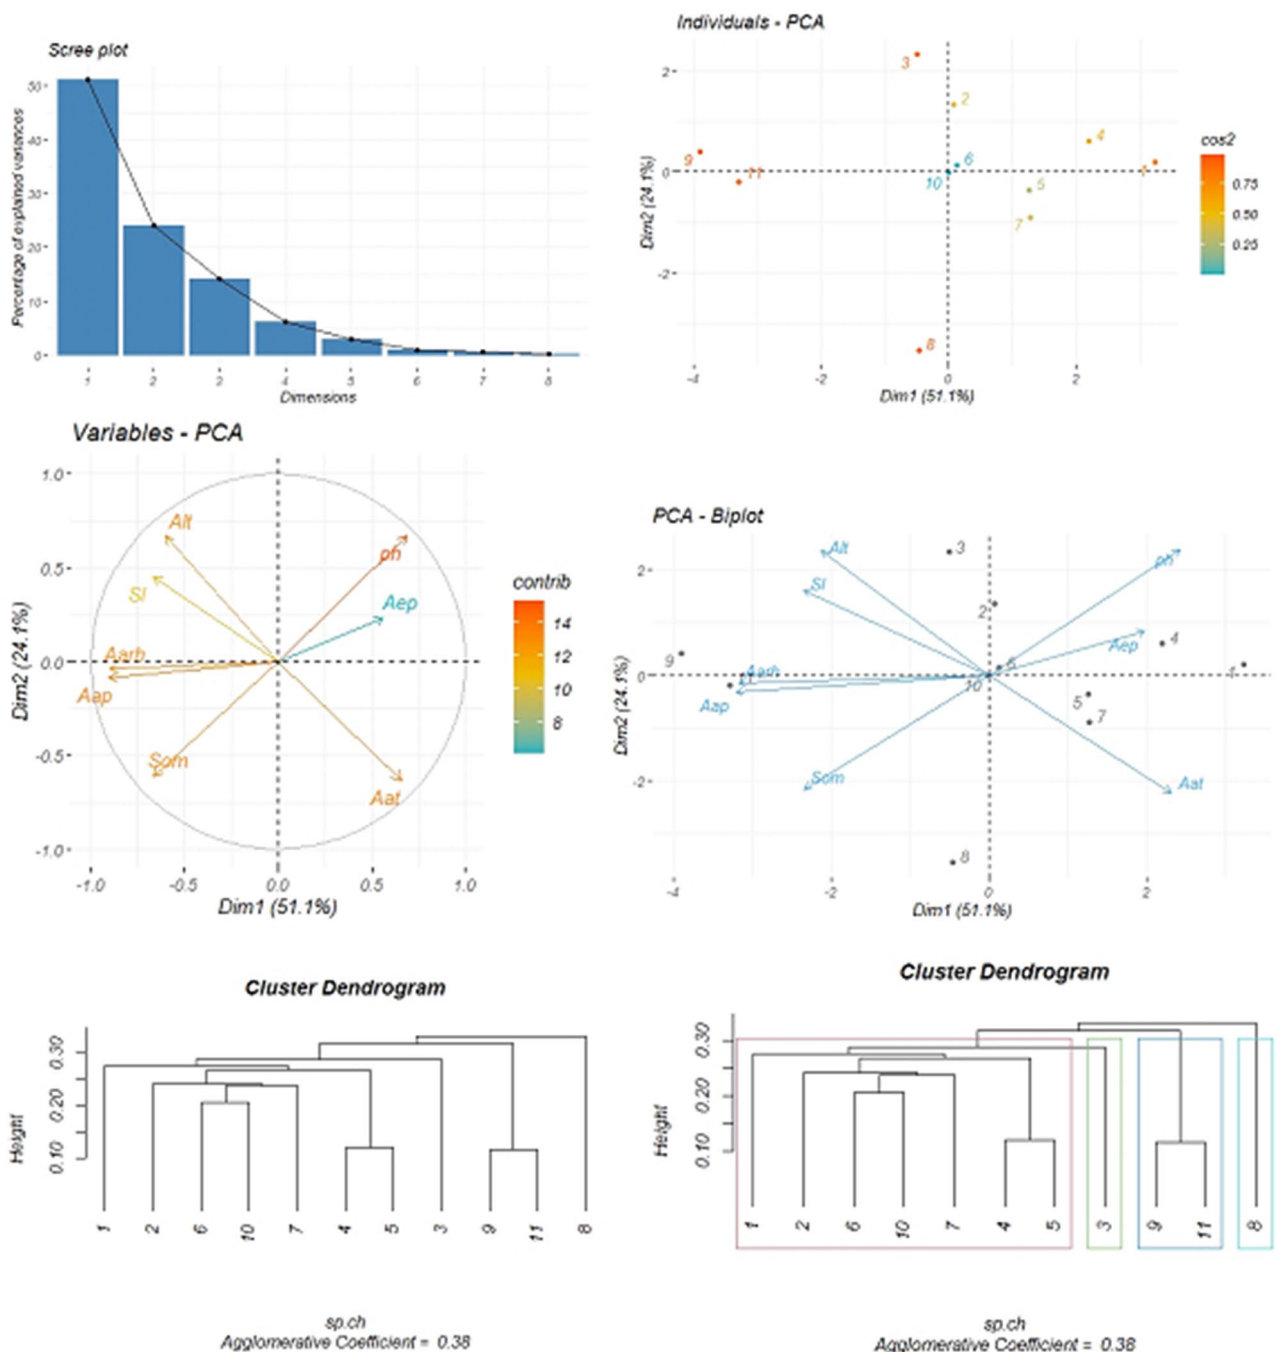 Scree plot
Percentage of explained variances
50
40
30
20
10
0
1 2 3 4 5 6 7 8
Dimensions
Individuals - PCA
Dim2 (24.1%)
2
0
-2
3
2
4
9
11
6
1
10
5
7
8
-4 -2 0 2
Dim1 (51.1%)
cos2
0.75
0.50
0.25
Variables - PCA
Dim2 (24.1%)
1.0
0.5
0.0
-0.5
-1.0
Alt
ph
Sl
Aep
Aarh
Aap
Som
Aat
-1.0 -0.5 0.0 0.5 1.0
Dim1 (51.1%)
contrib
14
12
10
8
PCA - Biplot
Dim2 (24.1%)
2
0
-2
Alt
3
ph
Sl
2
Aep
4
9
Aarh
6
1
11
10
Aap
5
7
Som
Aat
8
-4 -2 0 2
Dim1 (51.1%)
Cluster Dendrogram
Height
0.30
0.20
0.10
1 2 6 10 7 4 5 3 9 11 8
sp.ch
Agglomerative Coefficient = 0.38
Cluster Dendrogram
Height
0.30
0.20
0.10
1 2 6 10 7 4 5 3 9 11 8
sp.ch
Agglomerative Coefficient = 0.38